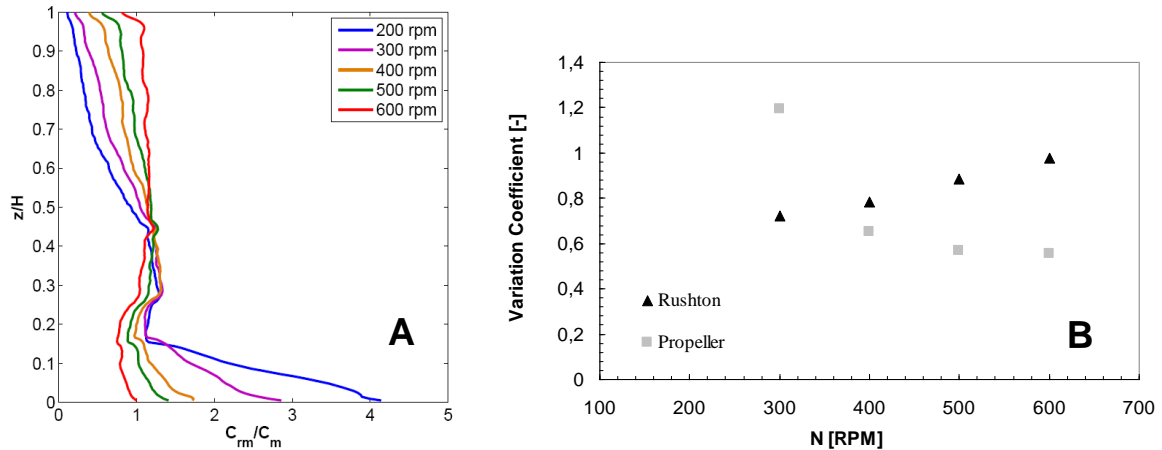 1
0.9
0.8
0.7
0.6
0.5
0.4
0.3
0.2
0.1
0
z/H
200 rpm
300 rpm
400 rpm
500 rpm
600 rpm
A
0 1 2 3 4 5
C_rm/C_m
1,4
1,2
1
0,8
0,6
0,4
0,2
0
Variation Coefficient [-]
Rushton
Propeller
B
100 200 300 400 500 600 700
N [RPM]